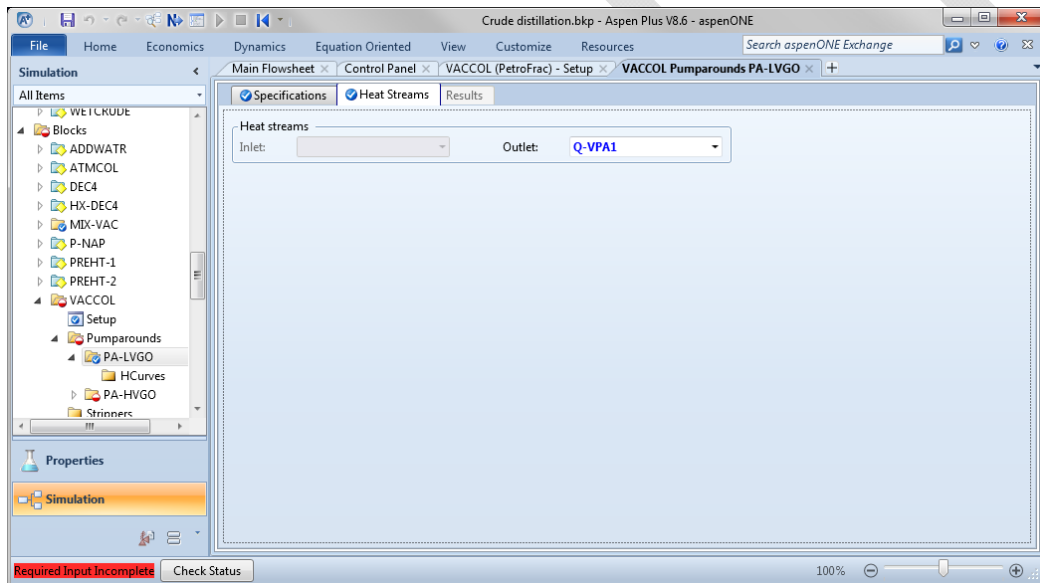 Crude distillation.bkp - Aspen Plus V8.6 - aspenONE
File Home Economics Dynamics Equation Oriented View Customize Resources Search aspenONE Exchange
Simulation < Main Flowsheet × Control Panel × VACCOL (PetroFrac) - Setup × VACCOL Pumparounds PA-LVGO × +
All Items Specifications Heat Streams Results
WETCRUDE
Blocks Heat streams
ADDWATR Inlet: Outlet: Q-VPA1
ATMCOL
DEC4
HX-DEC4
MIX-VAC
P-NAP
PREHT-1
PREHT-2
VACCOL
Setup
Pumparounds
PA-LVGO
HCurves
PA-HVGO
Strippers
Properties
Simulation
Required Input Incomplete Check Status 100%